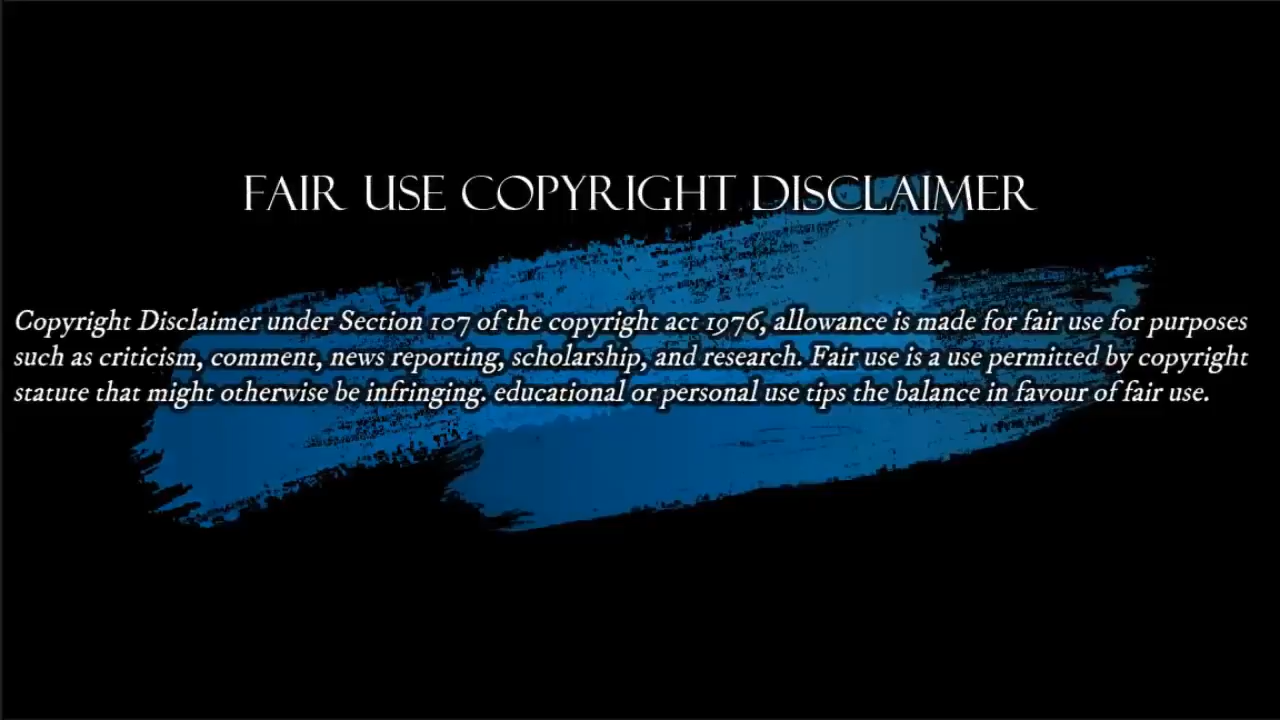 FAIR USE COPYRIGHT DISCLAIMER
Copyright Disclaimer under Section 107 of the copyright act 1976, allowance is made for fair use for purposes
such as criticism, comment, news reporting, scholarship, and research. Fair use is a use permitted by copyright
statute that might otherwise be infringing. educational or personal use tips the balance in favour of fair use.